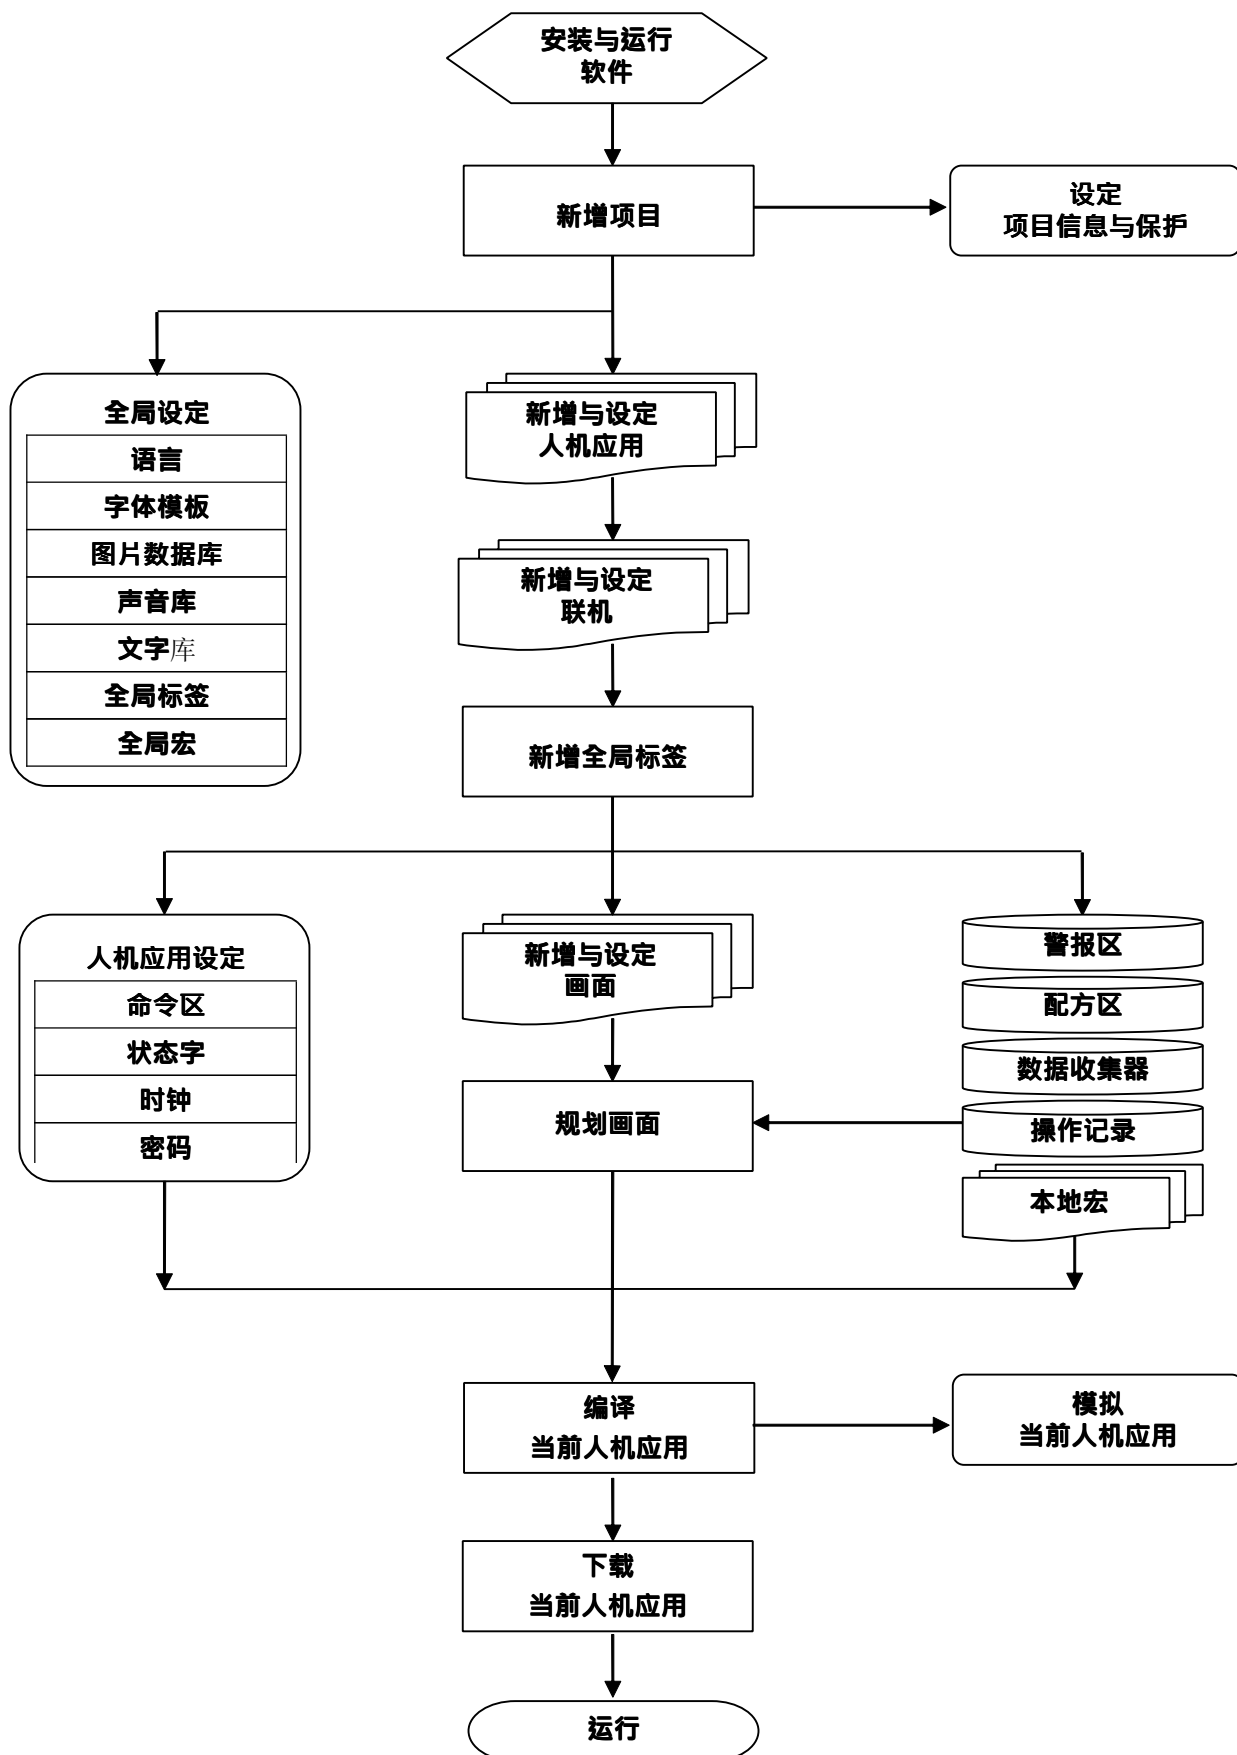 安装与运行
软件
新增项目
设定
项目信息与保护
全局设定
语言
字体模板
图片数据库
声音库
文字库
全局标签
全局宏
新增与设定
人机应用
新增与设定
联机
新增全局标签
人机应用设定
命令区
状态字
时钟
密码
新增与设定
画面
规划画面
警报区
配方区
数据收集器
操作记录
本地宏
编译
当前人机应用
模拟
当前人机应用
下载
当前人机应用
运行